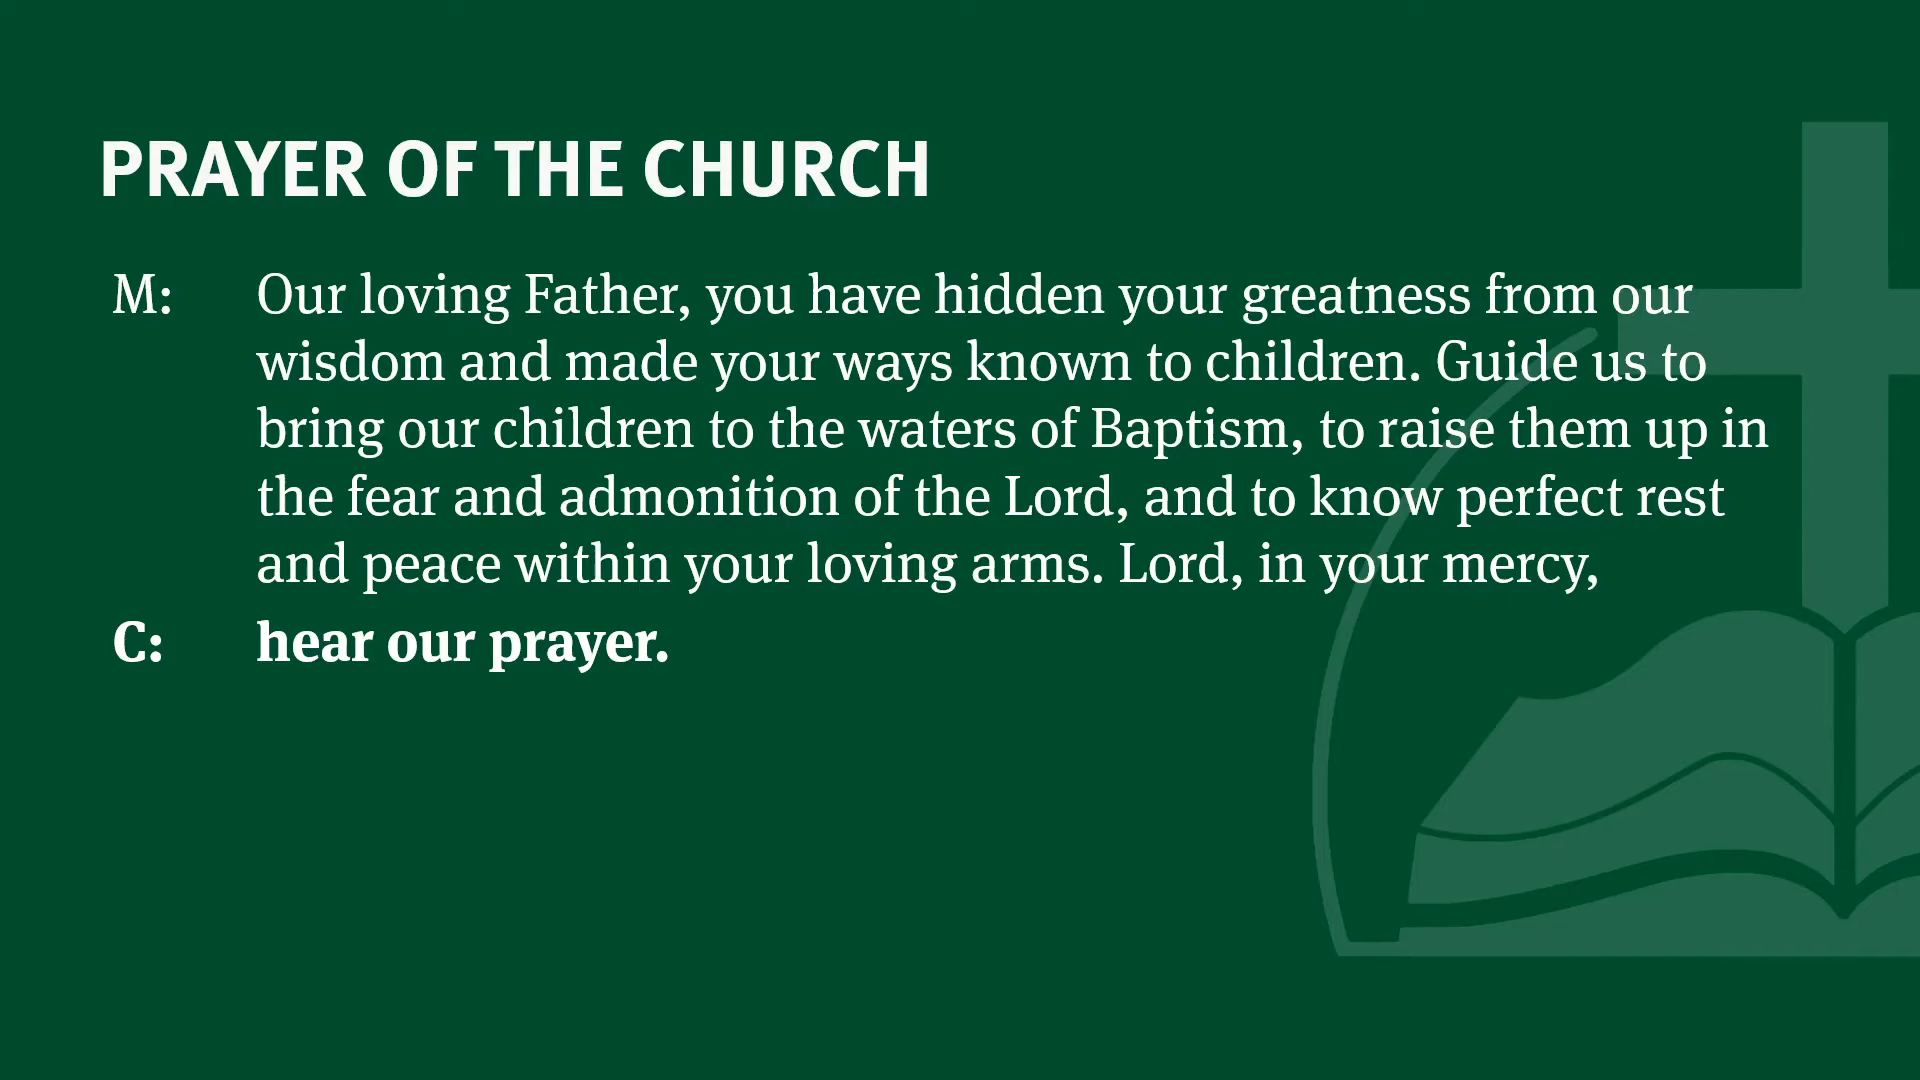 PRAYER OF THE CHURCH
M: Our loving Father, you have hidden your greatness from our
wisdom and made your ways known to children. Guide us to
bring our children to the waters of Baptism, to raise them up in
the fear and admonition of the Lord, and to know perfect rest
and peace within your loving arms. Lord, in your mercy,
C: hear our prayer.